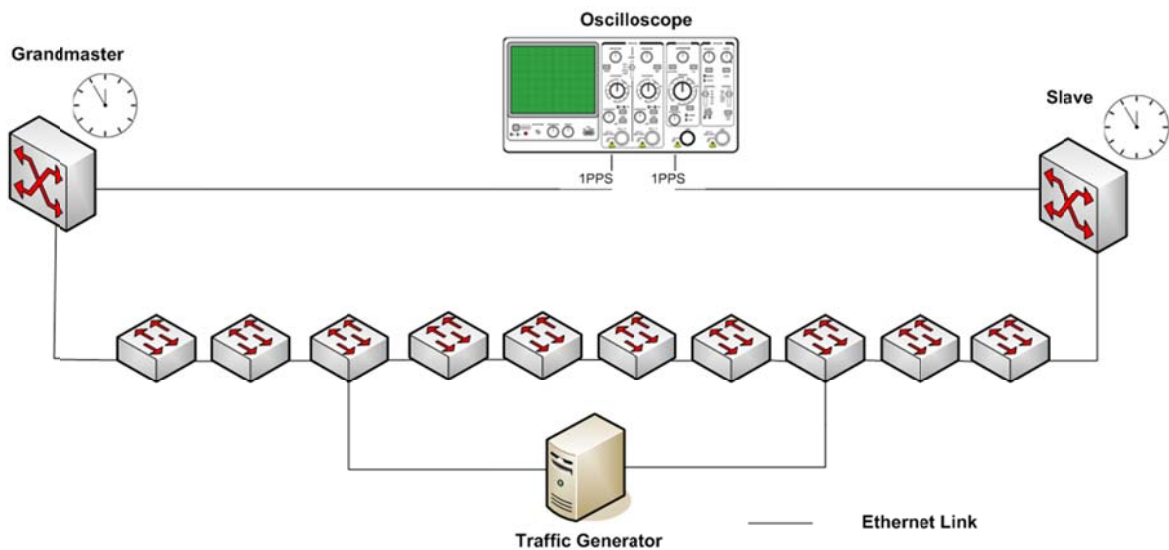 Oscilloscope
Grandmaster
Slave
1PPS
1PPS
Traffic Generator
Ethernet Link